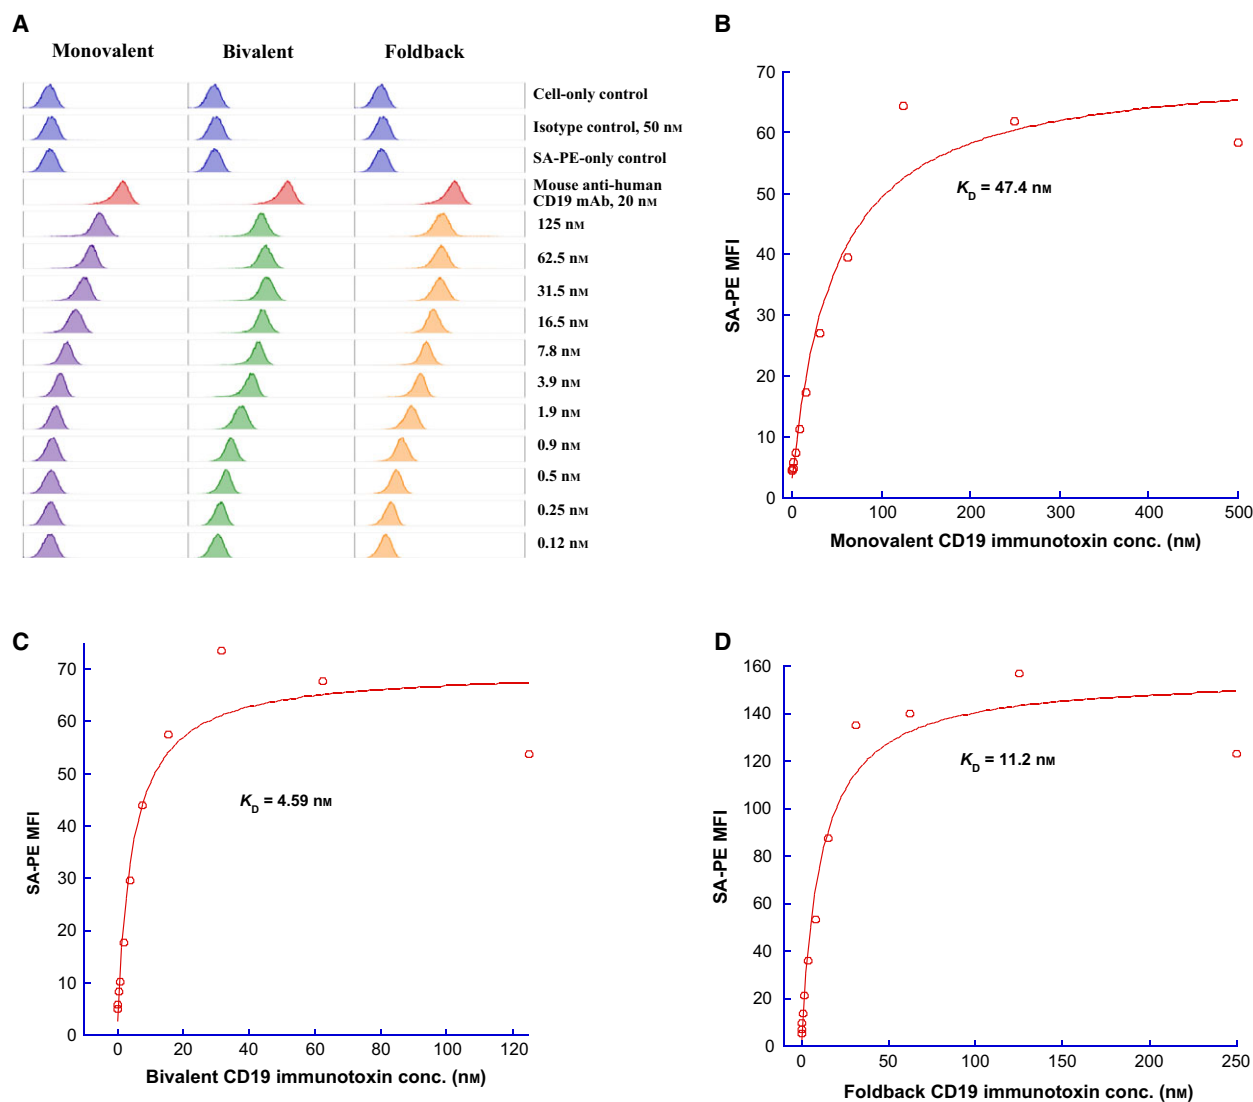 A
Monovalent Bivalent Foldback
Cell-only control
Isotype control, 50 nM
SA-PE-only control
Mouse anti-human
CD19 mAb, 20 nM
125 nM
62.5 nM
31.5 nM
16.5 nM
7.8 nM
3.9 nM
1.9 nM
0.9 nM
0.5 nM
0.25 nM
0.12 nM
B
SA-PE MFI
70
60
50
40
30
20
10
0
KD = 47.4 nM
0 100 200 300 400 500
Monovalent CD19 immunotoxin conc. (nM)
C
SA-PE MFI
70
60
50
40
30
20
10
0
KD = 4.59 nM
0 20 40 60 80 100 120
Bivalent CD19 immunotoxin conc. (nM)
D
SA-PE MFI
160
140
120
100
80
60
40
20
0
KD = 11.2 nM
0 50 100 150 200 250
Foldback CD19 immunotoxin conc. (nM)